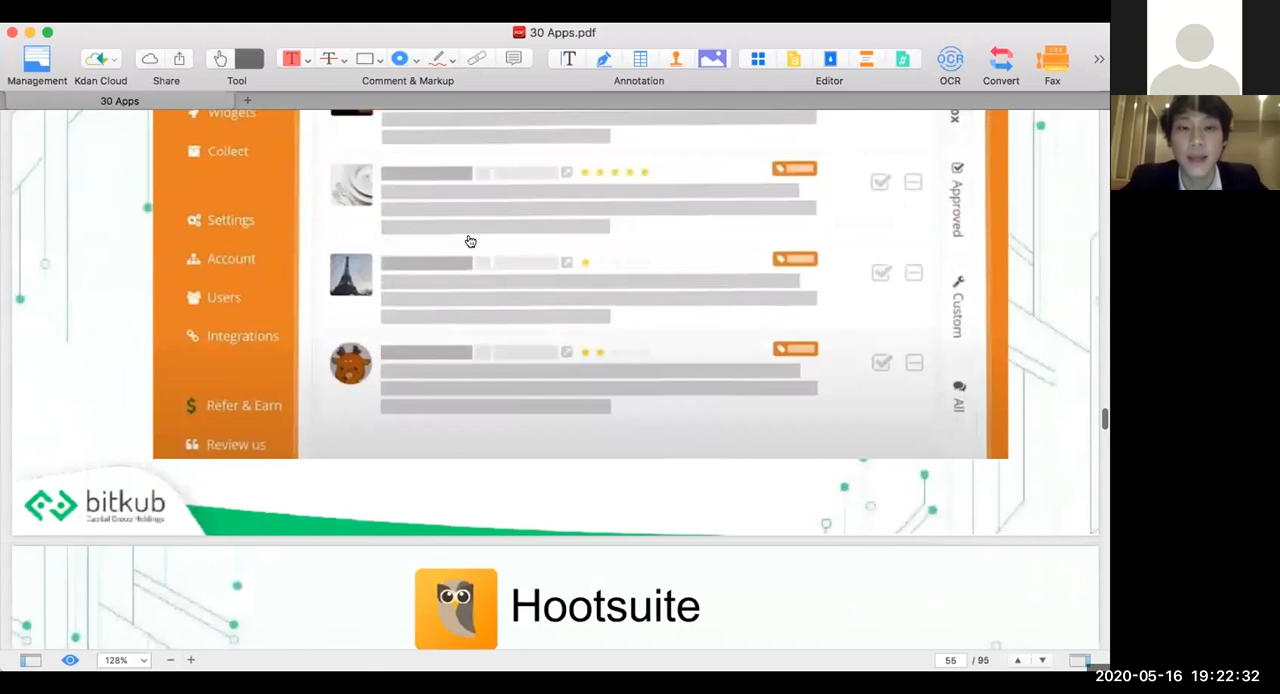 30 Apps.pdf
Management
Kdan Cloud
Share
Tool
Comment & Markup
Annotation
Editor
OCR
OCR
Convert
FAX
Fax
30 Apps
Widgets
Collect
Settings
Account
Users
Integrations
Refer & Earn
Review us
Approved
Custom
All
bitkub
Capital Group Holdings
Hootsuite
128%
55 / 95
2020-05-16 19:22:32